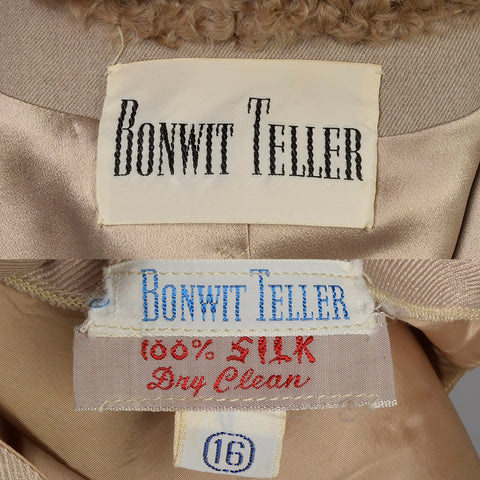 BONWIT TELLER
BONWIT TELLER
100% SILK
Dry Clean
16